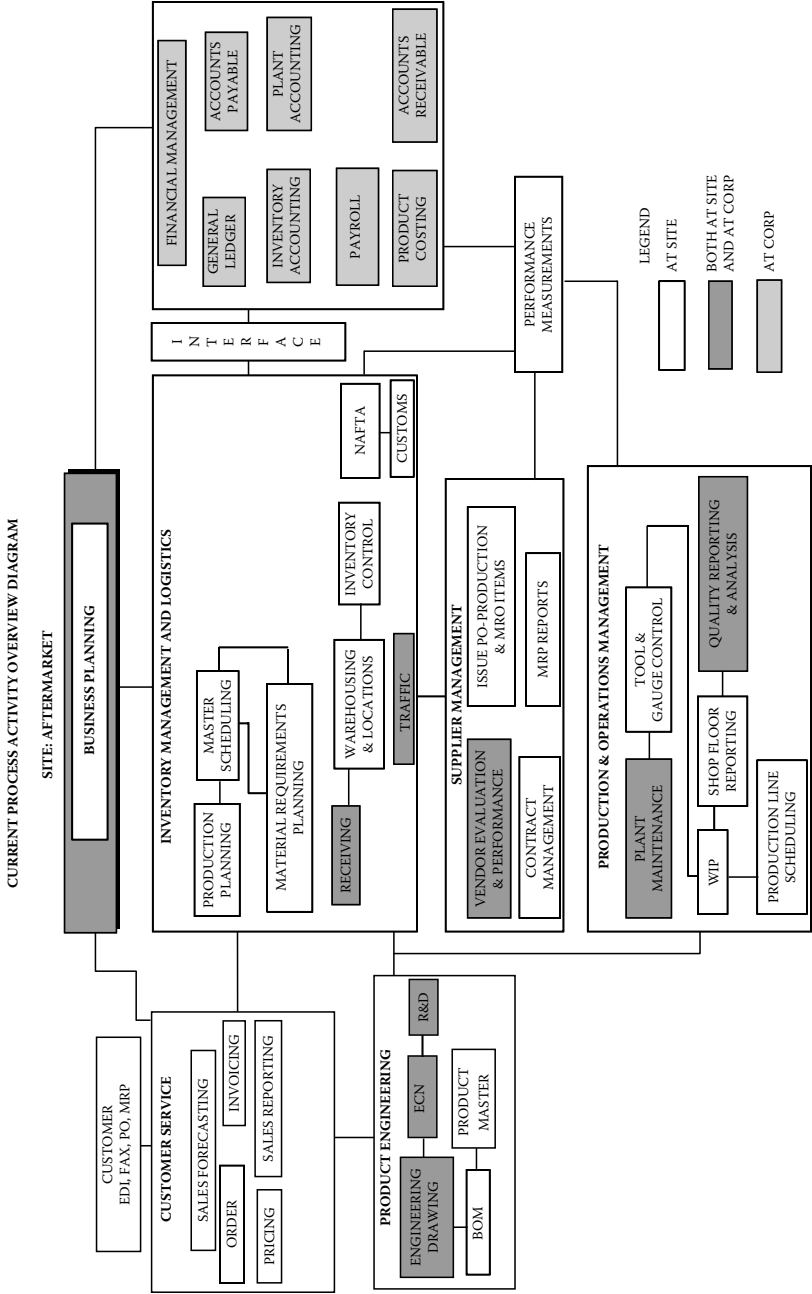 CURRENT PROCESS ACTIVITY OVERVIEW DIAGRAM
SITE: AFTERMARKET
BUSINESS PLANNING
CUSTOMER
EDI, FAX, PO, MRP
CUSTOMER SERVICE
SALES FORECASTING
ORDER
INVOICING
PRICING
SALES REPORTING
PRODUCT ENGINEERING
ENGINEERING
DRAWING
ECN
R&D
BOM
PRODUCT
MASTER
INVENTORY MANAGEMENT AND LOGISTICS
PRODUCTION
PLANNING
MASTER
SCHEDULING
MATERIAL REQUIREMENTS
PLANNING
RECEIVING
WAREHOUSING
& LOCATIONS
INVENTORY
CONTROL
TRAFFIC
NAFTA
CUSTOMS
SUPPLIER MANAGEMENT
VENDOR EVALUATION
& PERFORMANCE
ISSUE PO-PRODUCTION
& MRO ITEMS
CONTRACT
MANAGEMENT
MRP REPORTS
PRODUCTION & OPERATIONS MANAGEMENT
PLANT
MAINTENANCE
TOOL &
GAUGE CONTROL
WIP
SHOP FLOOR
REPORTING
QUALITY REPORTING
& ANALYSIS
PRODUCTION LINE
SCHEDULING
INTERFACE
FINANCIAL MANAGEMENT
GENERAL
LEDGER
ACCOUNTS
PAYABLE
INVENTORY
ACCOUNTING
PLANT
ACCOUNTING
PAYROLL
PRODUCT
COSTING
ACCOUNTS
RECEIVABLE
PERFORMANCE
MEASUREMENTS
LEGEND
AT SITE
BOTH AT SITE
AND AT CORP
AT CORP